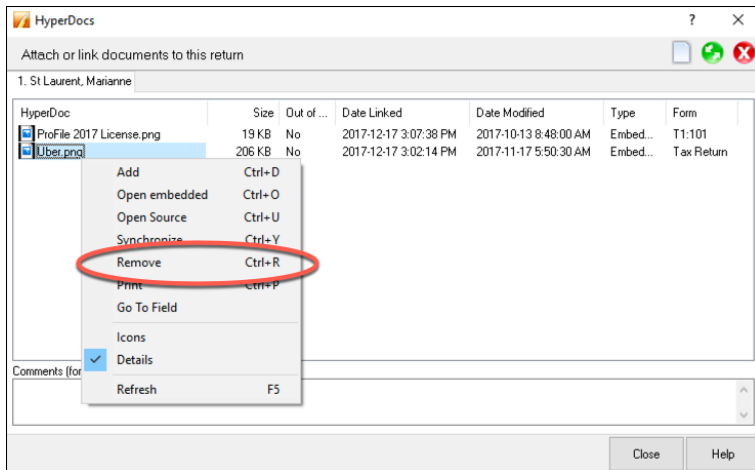 HyperDocs
Attach or link documents to this return
1. St Laurent, Marianne
HyperDoc Size Out of ... Date Linked Date Modified Type Form
ProFile 2017 License.png 19 KB No 2017-12-17 3:07:38 PM 2017-10-13 8:48:00 AM Embed... T1:101
Uber.png 206 KB No 2017-12-17 3:02:14 PM 2017-11-17 5:50:30 AM Embed... Tax Return
Add Ctrl+D
Open embedded Ctrl+O
Open Source Ctrl+U
Synchronize Ctrl+Y
Remove Ctrl+R
Print Ctrl+P
Go To Field
Icons
Details
Refresh F5
Comments (for
Close Help